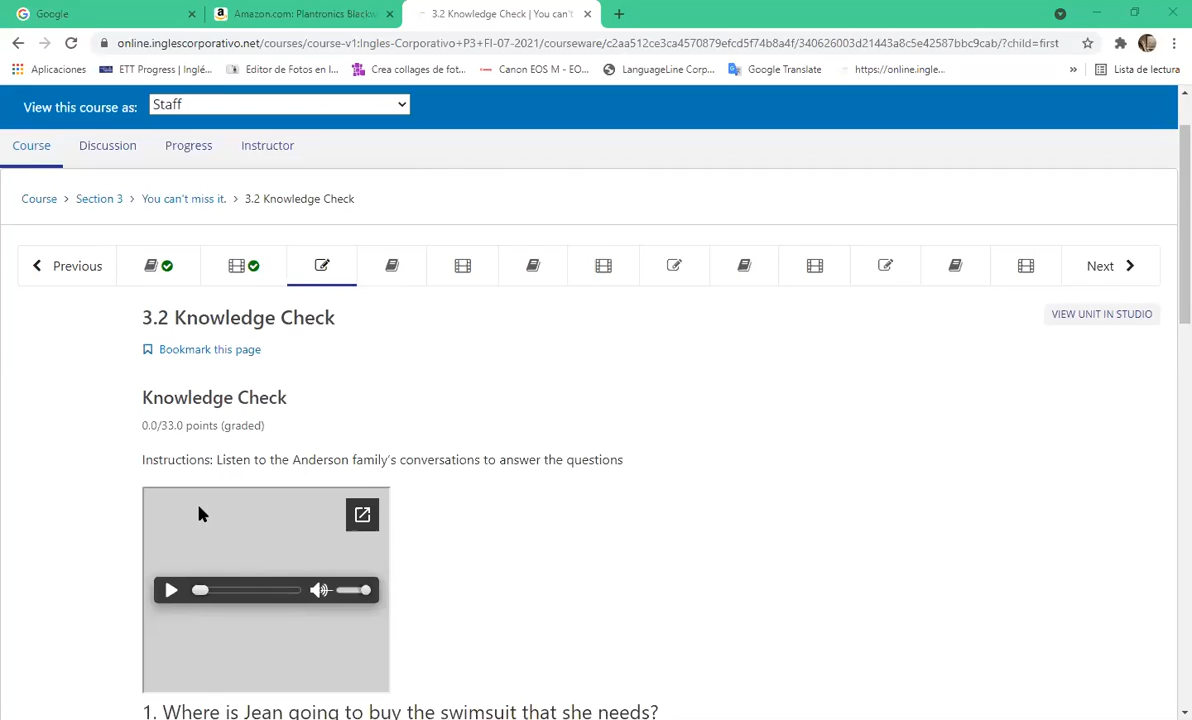 Google
Amazon.com: Plantronics Blackw
3.2 Knowledge Check | You can't
online.inglescorporativo.net/courses/course-v1:Ingles-Corporativo+P3+FI-07-2021/courseware/c2aa512ce3ca4570879efcd5f74b8a4f/340626003d21443a8c5e42587bbc9cab/?child=first
Aplicaciones
ETT Progress | Inglé...
Editor de Fotos en l...
Crea collages de fot...
Canon EOS M - EO...
LanguageLine Corp...
Google Translate
https://online.ingle...
»
Lista de lectura
View this course as:
Staff
Course
Discussion
Progress
Instructor
Course > Section 3 > You can't miss it. > 3.2 Knowledge Check
Previous
Next
3.2 Knowledge Check
VIEW UNIT IN STUDIO
Bookmark this page
Knowledge Check
0.0/33.0 points (graded)
Instructions: Listen to the Anderson family's conversations to answer the questions
1. Where is Jean going to buy the swimsuit that she needs?